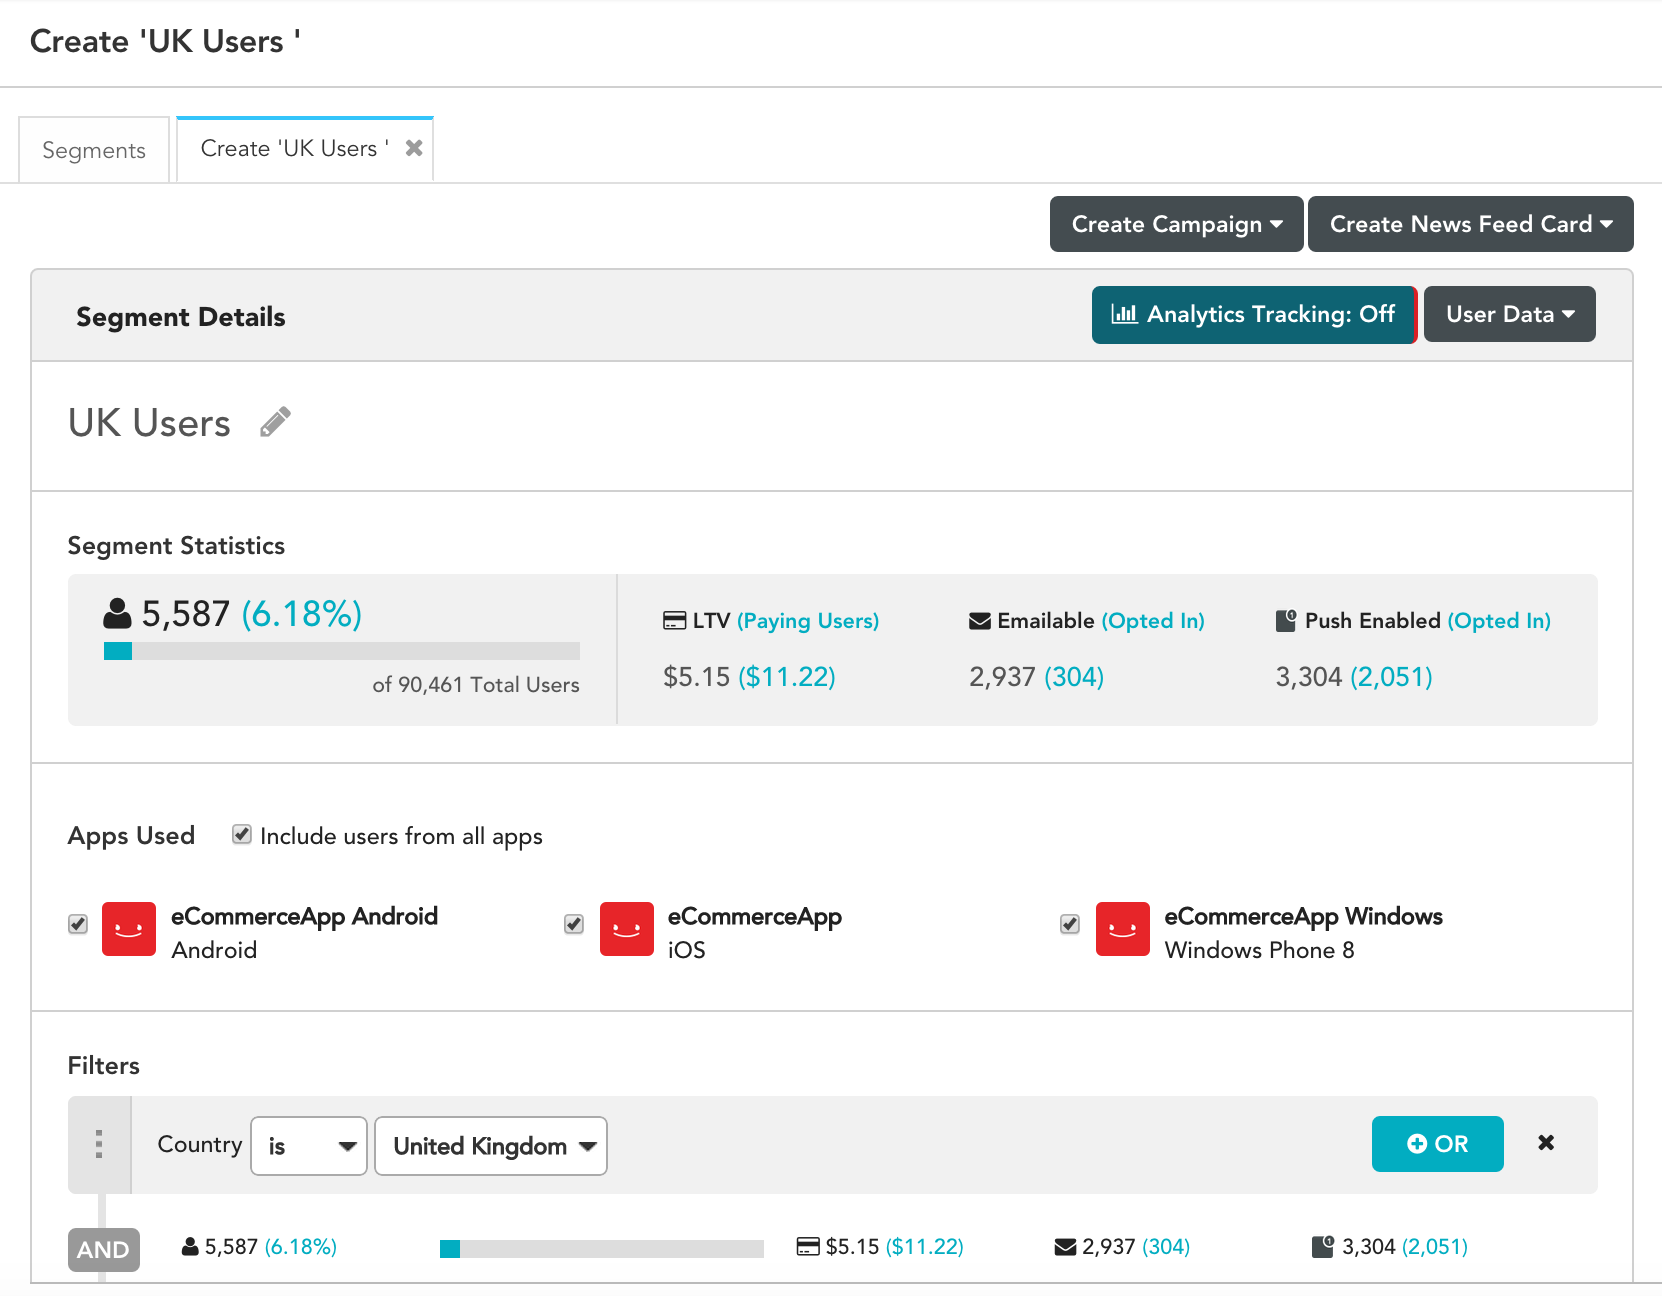 Create 'UK Users '
Segments
Create 'UK Users '
Create Campaign
Create News Feed Card
Segment Details
Analytics Tracking: Off
User Data
UK Users
Segment Statistics
5,587 (6.18%)
of 90,461 Total Users
LTV (Paying Users)
$5.15 ($11.22)
Emailable (Opted In)
2,937 (304)
Push Enabled (Opted In)
3,304 (2,051)
Apps Used
Include users from all apps
eCommerceApp Android
Android
eCommerceApp
iOS
eCommerceApp Windows
Windows Phone 8
Filters
Country is United Kingdom OR
AND 5,587 (6.18%) $5.15 ($11.22) 2,937 (304) 3,304 (2,051)